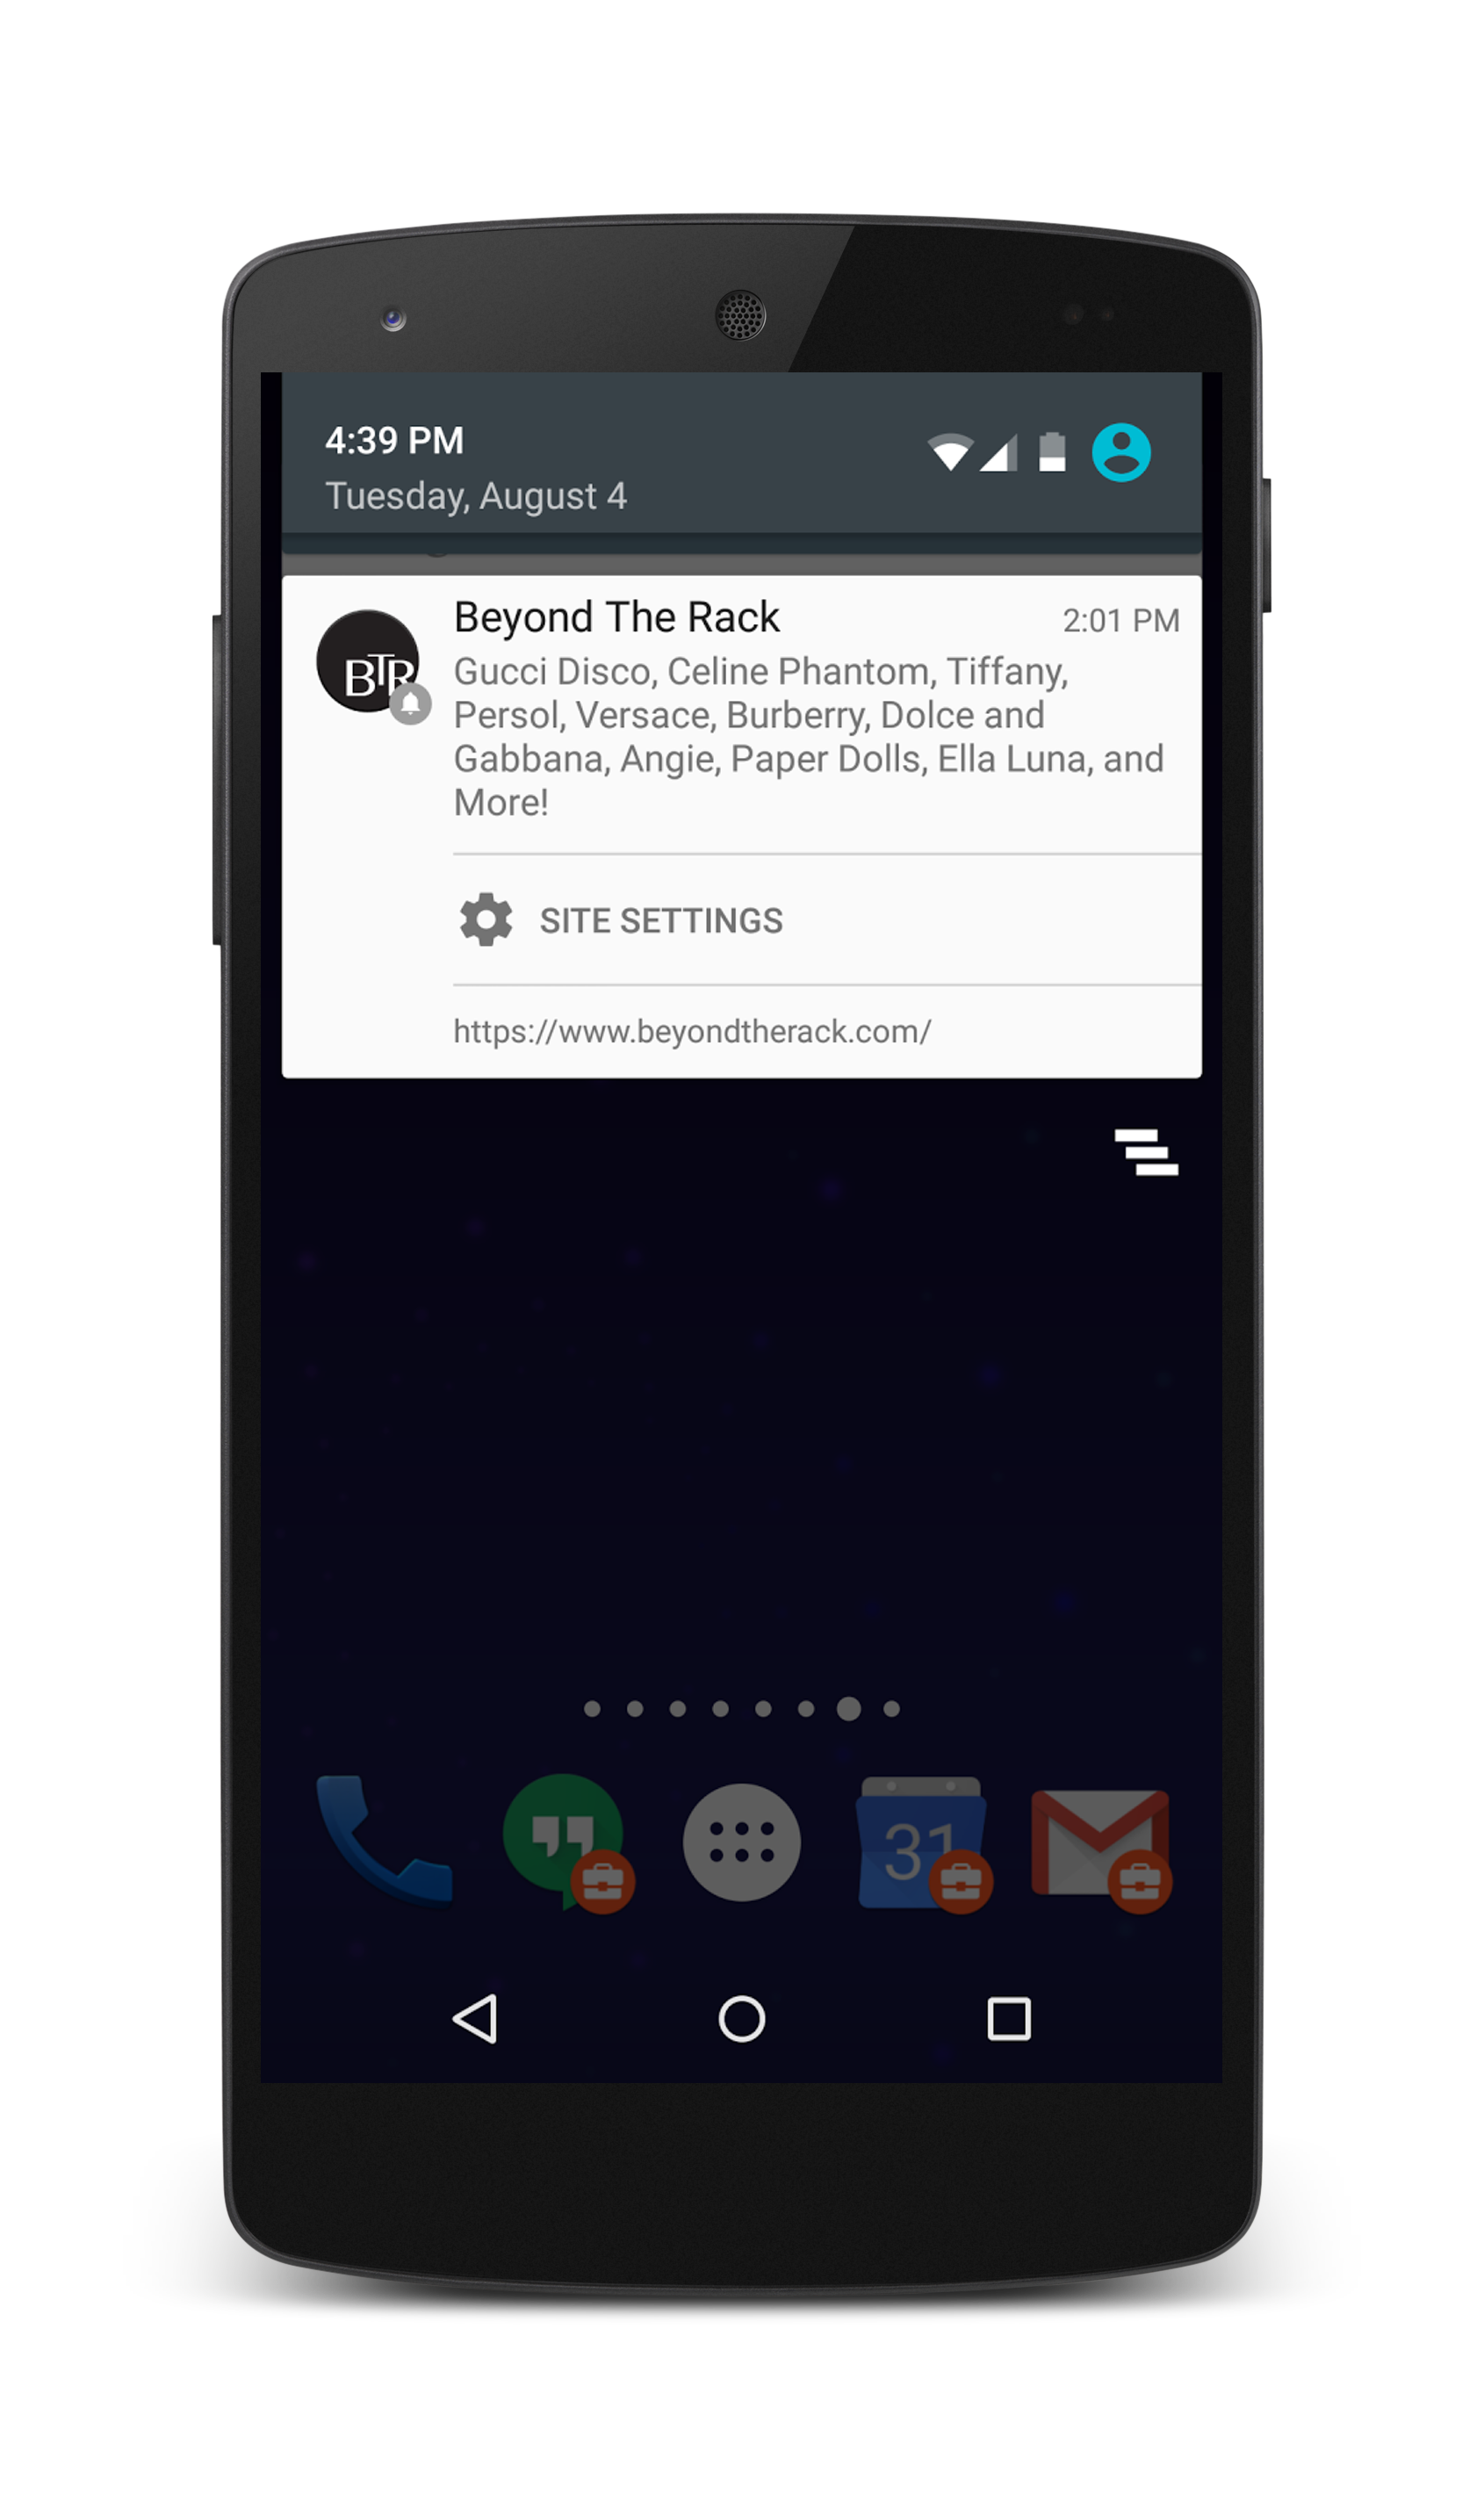 4:39 PM
Tuesday, August 4
BTR
Beyond The Rack
2:01 PM
Gucci Disco, Celine Phantom, Tiffany,
Persol, Versace, Burberry, Dolce and
Gabbana, Angie, Paper Dolls, Ella Luna, and
More!
SITE SETTINGS
https://www.beyondtherack.com/
31